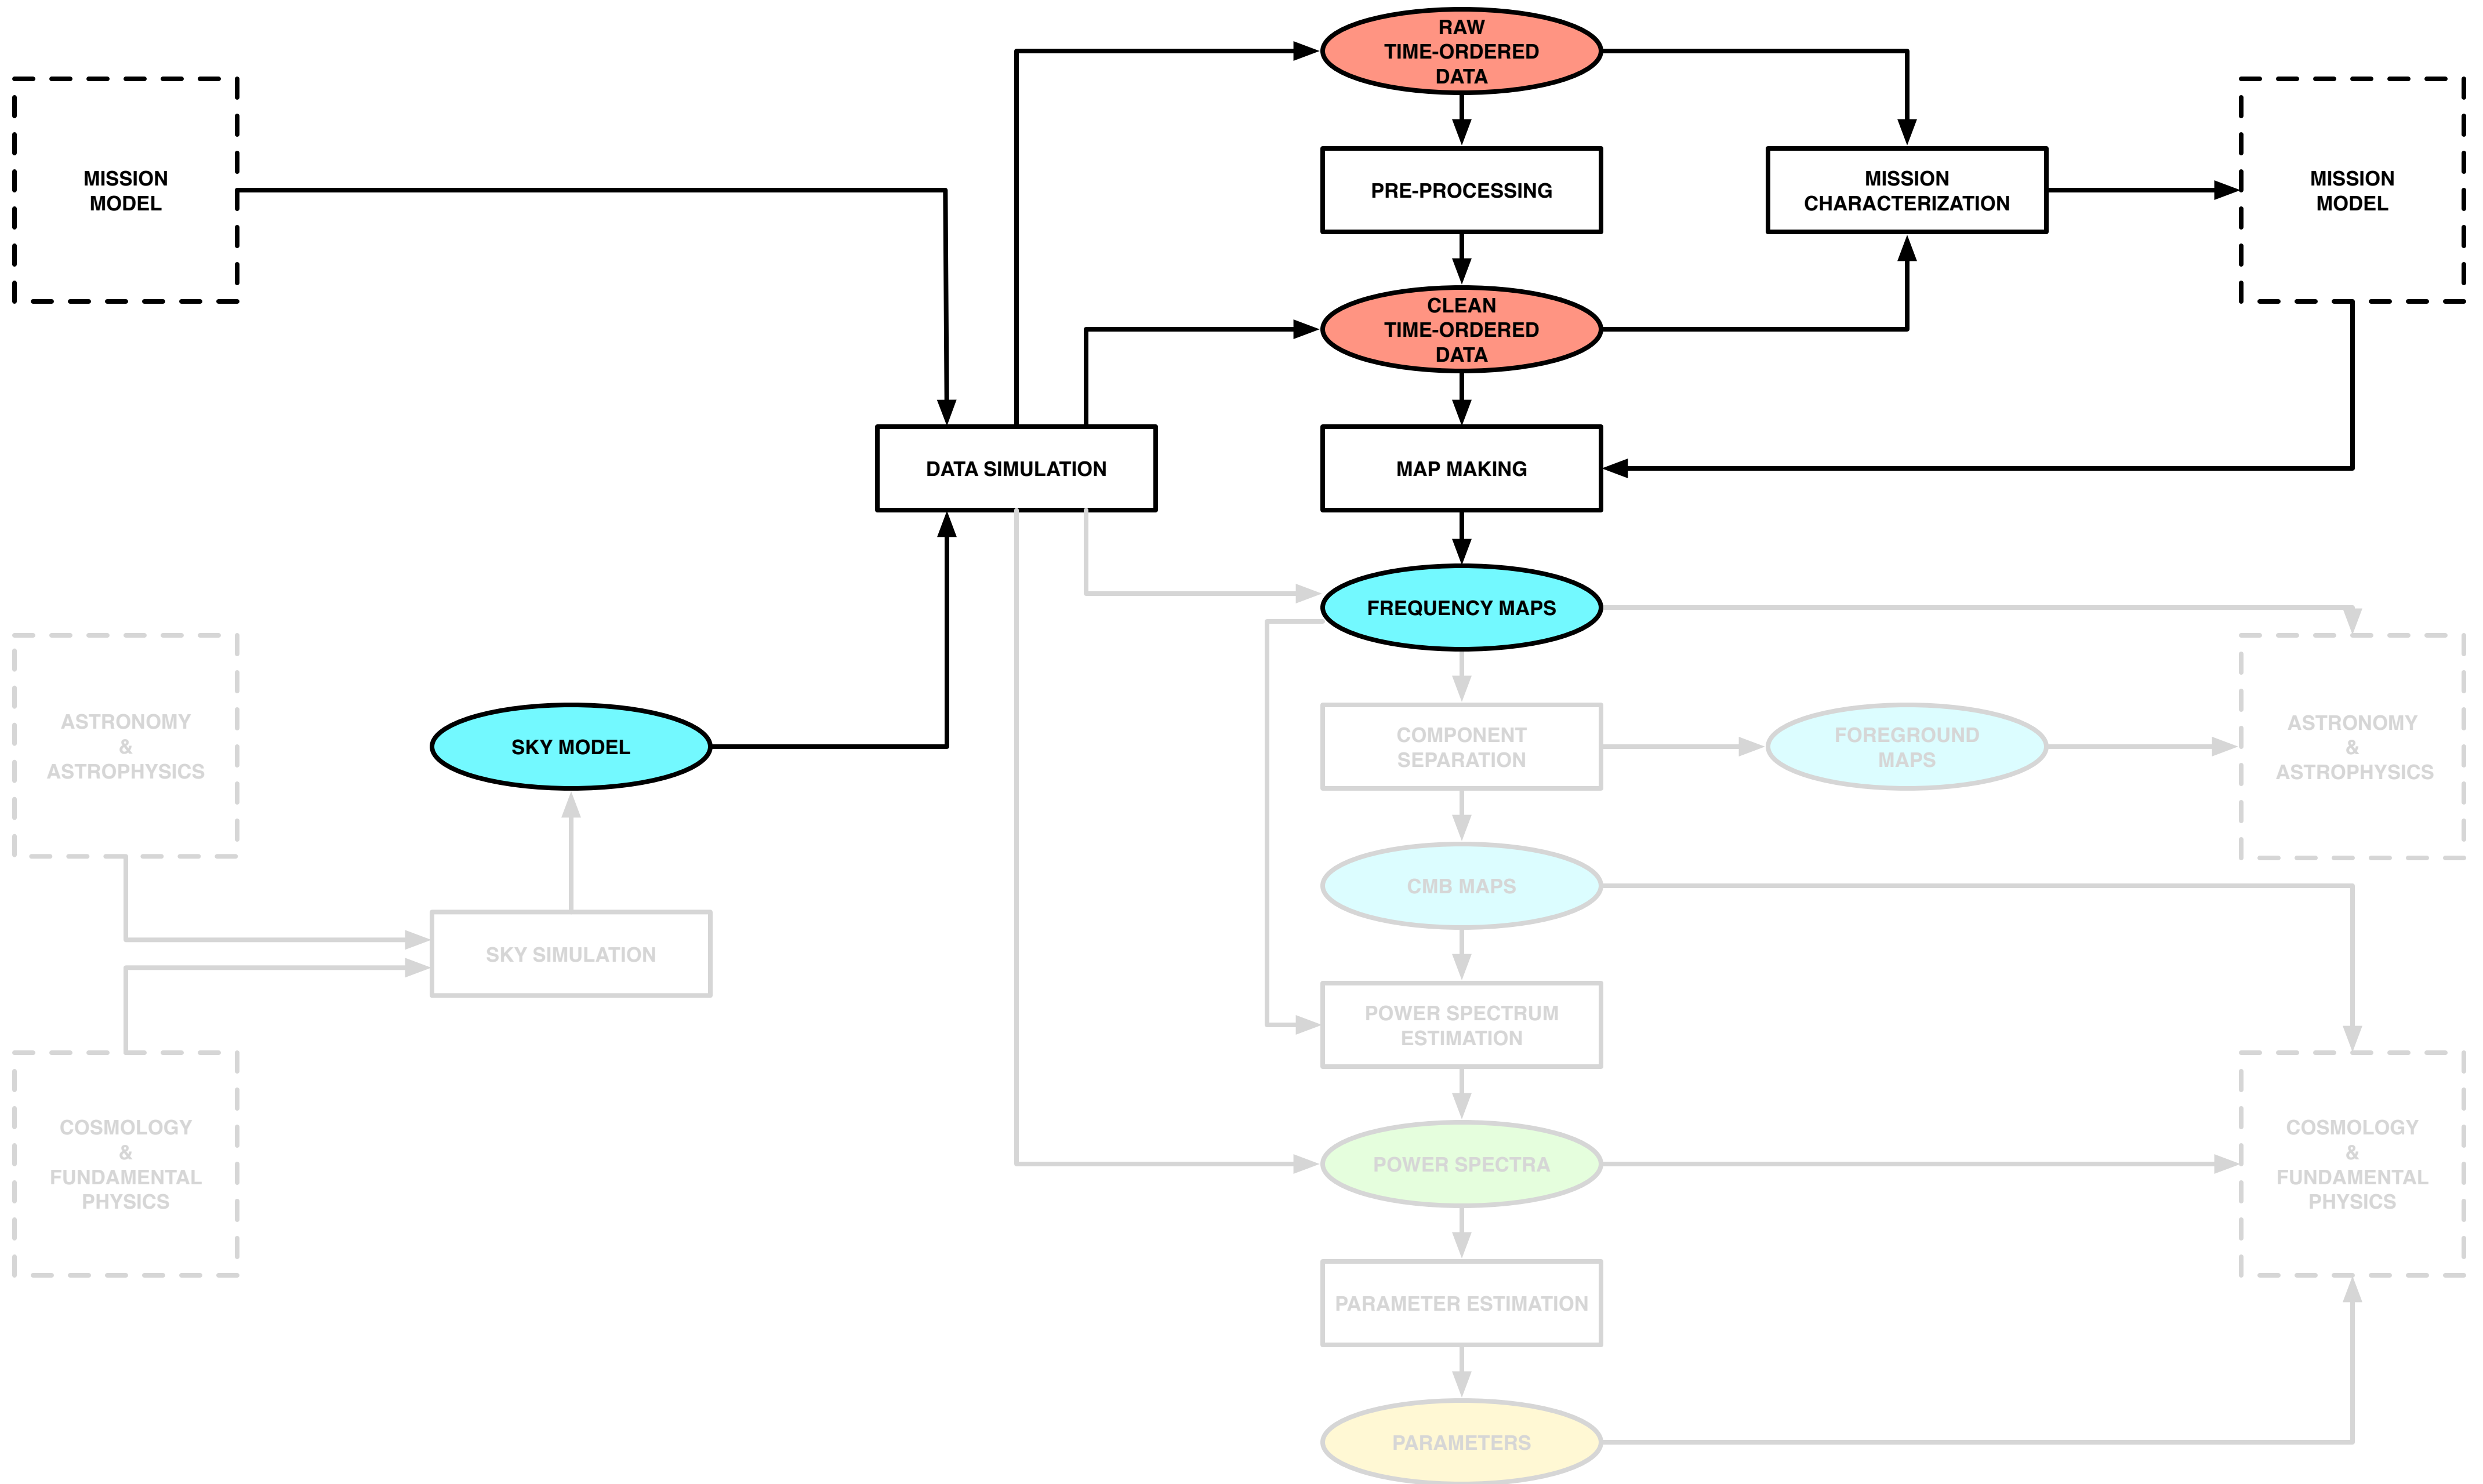 RAW
TIME-ORDERED
DATA
MISSION
MODEL
PRE-PROCESSING
MISSION
CHARACTERIZATION
MISSION
MODEL
CLEAN
TIME-ORDERED
DATA
DATA SIMULATION
MAP MAKING
FREQUENCY MAPS
ASTRONOMY
&
ASTROPHYSICS
SKY MODEL
COMPONENT
SEPARATION
FOREGROUND
MAPS
ASTRONOMY
&
ASTROPHYSICS
CMB MAPS
SKY SIMULATION
POWER SPECTRUM
ESTIMATION
COSMOLOGY
&
FUNDAMENTAL
PHYSICS
POWER SPECTRA
COSMOLOGY
&
FUNDAMENTAL
PHYSICS
PARAMETER ESTIMATION
PARAMETERS